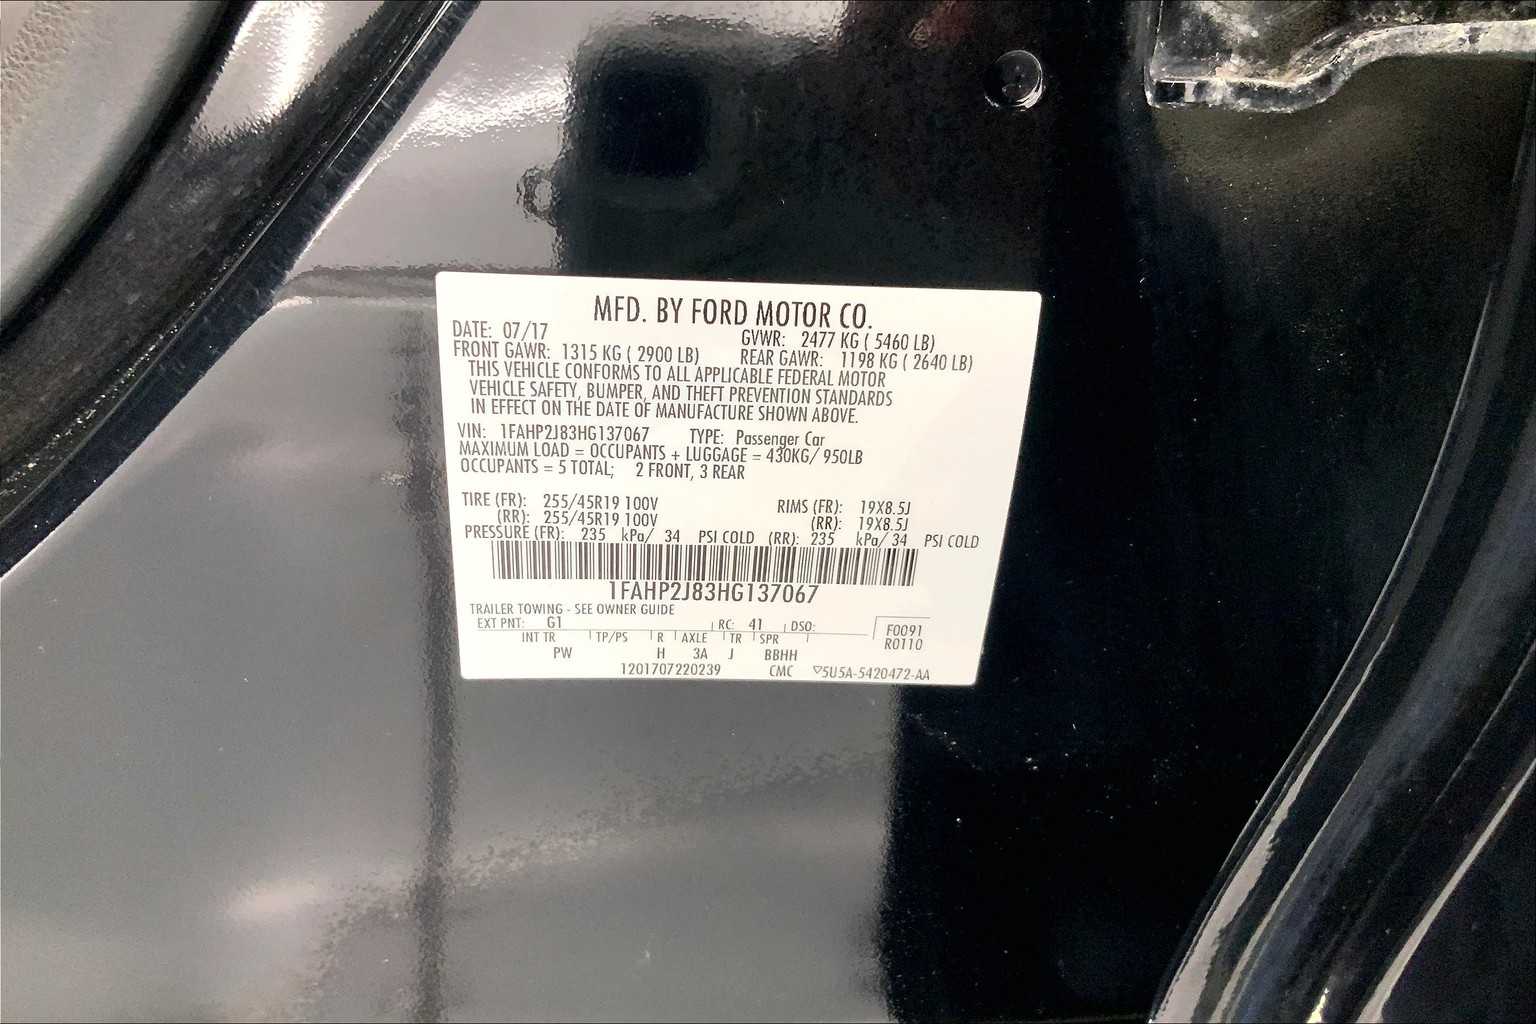 MFD. BY FORD MOTOR CO.
DATE: 07/17 GVWR: 2477 KG ( 5460 LB)
FRONT GAWR: 1315 KG ( 2900 LB) REAR GAWR: 1198 KG ( 2640 LB)
THIS VEHICLE CONFORMS TO ALL APPLICABLE FEDERAL MOTOR
VEHICLE SAFETY, BUMPER, AND THEFT PREVENTION STANDARDS
IN EFFECT ON THE DATE OF MANUFACTURE SHOWN ABOVE.
VIN: 1FAHP2J83HG137067 TYPE: Passenger Car
MAXIMUM LOAD = OCCUPANTS + LUGGAGE = 430KG/ 950LB
OCCUPANTS = 5 TOTAL; 2 FRONT, 3 REAR
TIRE (FR): 255/45R19 100V RIMS (FR): 19X8.5J
(RR): 255/45R19 100V (RR): 19X8.5J
PRESSURE (FR): 235 kPa/ 34 PSI COLD (RR): 235 kPa/ 34 PSI COLD
1FAHP2J83HG137067
TRAILER TOWING - SEE OWNER GUIDE
EXT PNT: G1 RC: 41 DSO: F0091
INT TR TP/PS R AXLE TR SPR R0110
PW H 3A J BBHH
1201707220239 CMC ▽5U5A-5420472-AA